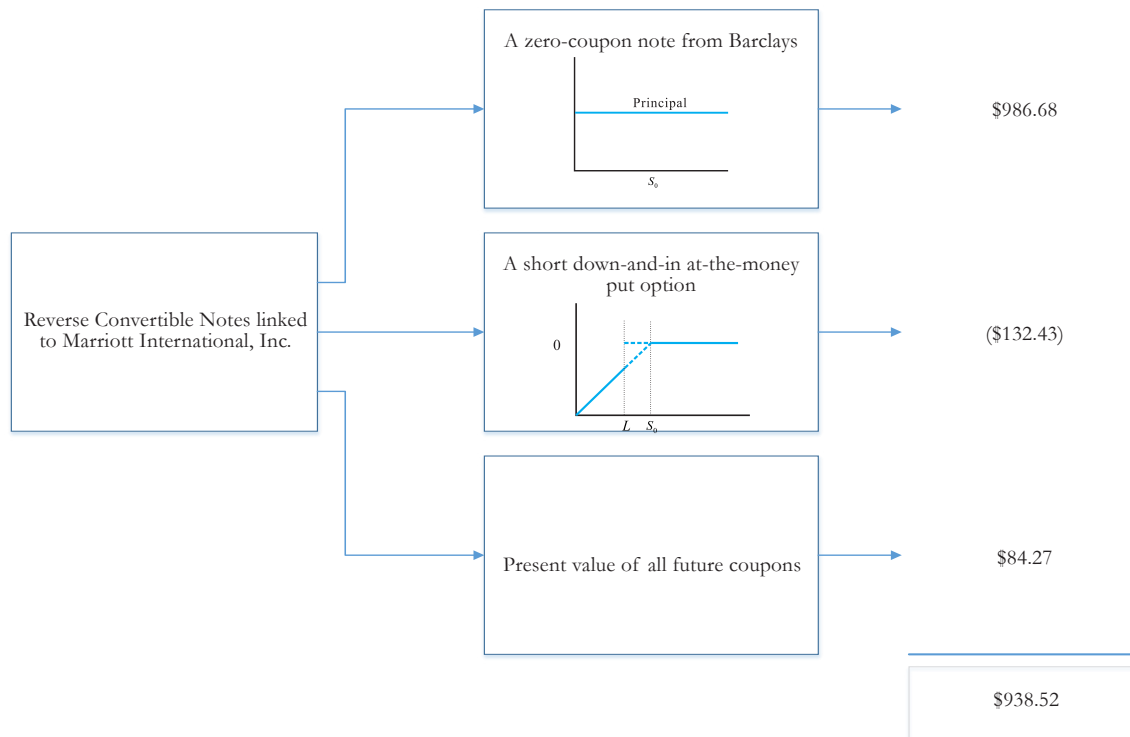 A zero-coupon note from Barclays
Principal
S₀
$986.68
Reverse Convertible Notes linked
to Marriott International, Inc.
A short down-and-in at-the-money
put option
0
L S₀
($132.43)
Present value of all future coupons
$84.27
$938.52